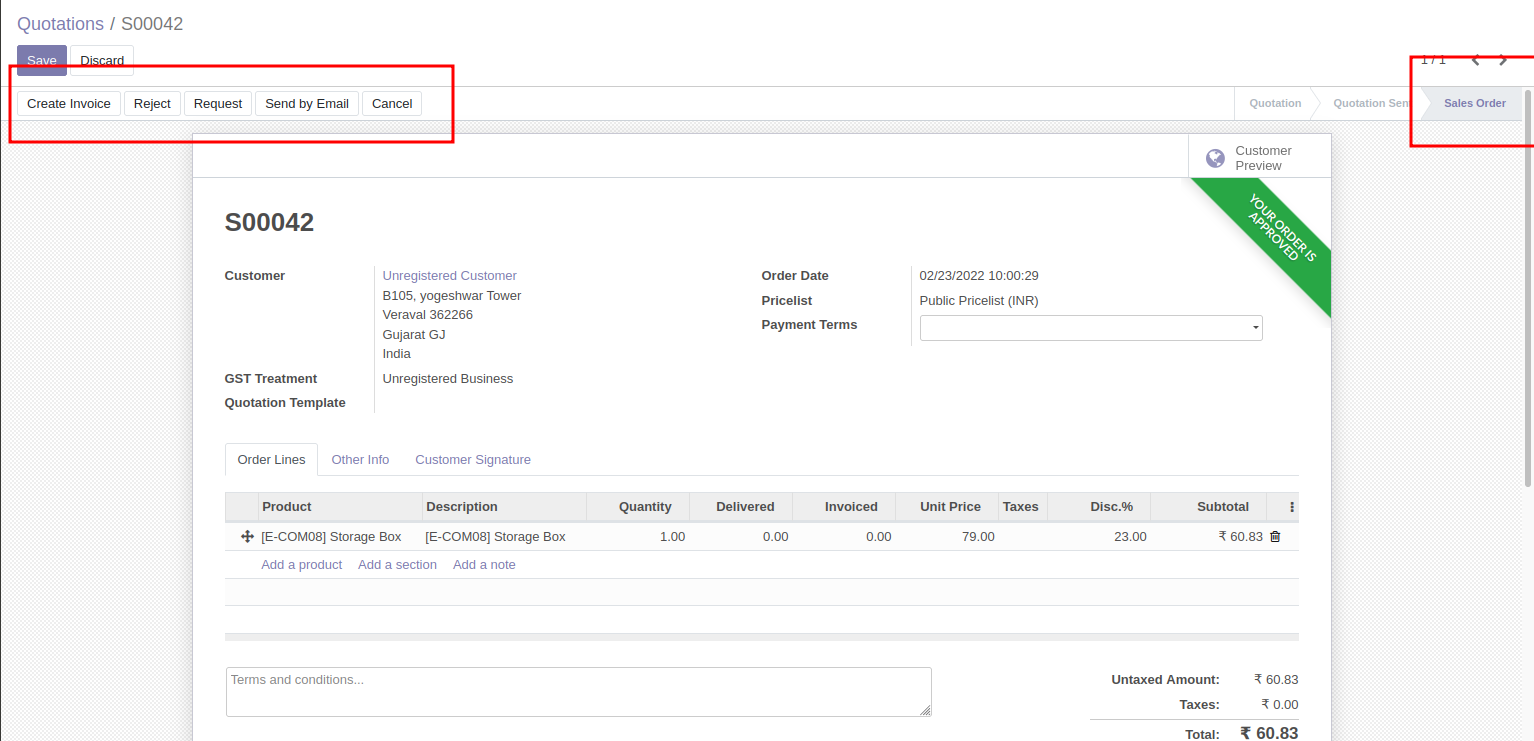 Quotations / S00042
Save Discard
1 / 1
Create Invoice Reject Request Send by Email Cancel
Quotation Quotation Sent Sales Order
Customer
Preview
YOUR ORDER IS
APPROVED
S00042
Customer Unregistered Customer
B105, yogeshwar Tower
Veraval 362266
Gujarat GJ
India
GST Treatment Unregistered Business
Quotation Template
Order Date 02/23/2022 10:00:29
Pricelist Public Pricelist (INR)
Payment Terms
Order Lines Other Info Customer Signature
Product Description Quantity Delivered Invoiced Unit Price Taxes Disc.% Subtotal
[E-COM08] Storage Box [E-COM08] Storage Box 1.00 0.00 0.00 79.00 23.00 ₹ 60.83
Add a product Add a section Add a note
Terms and conditions...
Untaxed Amount: ₹ 60.83
Taxes: ₹ 0.00
Total: ₹ 60.83